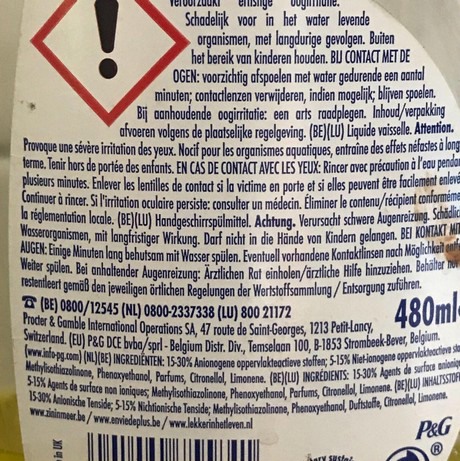 Veroorzaakt ernstige oogirritatie.
Schadelijk voor in het water levende
organismen, met langdurige gevolgen. Buiten
het bereik van kinderen houden. BIJ CONTACT MET DE
OGEN: voorzichtig afspoelen met water gedurende een aantal
minuten; contactlenzen verwijderen, indien mogelijk; blijven spoelen.
Bij aanhoudende oogirritatie: een arts raadplegen. Inhoud/verpakking
afvoeren volgens de plaatselijke regelgeving. (BE)(LU) Liquide vaisselle. Attention.
Provoque une sévère irritation des yeux. Nocif pour les organismes aquatiques, entraîne des effets néfastes à long
terme. Tenir hors de portée des enfants. EN CAS DE CONTACT AVEC LES YEUX: Rincer avec précaution à l'eau pendant
plusieurs minutes. Enlever les lentilles de contact si la victime en porte et si elles peuvent être facilement enlevé
Continuer à rincer. Si l'irritation oculaire persiste: consulter un médecin. Éliminer le contenu/récipient conformémen
la réglementation locale. (BE)(LU) Handgeschirrspülmittel. Achtung. Verursacht schwere Augenreizung. Schädlic
Wasserorganismen, mit langfristiger Wirkung. Darf nicht in die Hände von Kindern gelangen. BEI KONTAKT MIT
AUGEN: Einige Minuten lang behutsam mit Wasser spülen. Eventuell vorhandene Kontaktlinsen nach Möglichkeit
Weiter spülen. Bei anhaltender Augenreizung: Ärztlichen Rat einholen/ärztliche Hilfe hinzuziehen. Behälter
restentleert gemäß den jeweiligen örtlichen Regelungen der Wertstoffsammlung / Entsorgung zuführen.
☎ (BE) 0800/12545 (NL) 0800-2337338 (LU) 800 21172
480ml
Procter & Gamble International Operations SA, 47 route de Saint-Georges, 1213 Petit-Lancy,
Switzerland. (EU) P&G DCE bvba/sprl - Belgium Distr. Div., Temselaan 100, B-1853 Strombeek-Bever, Belgium.
(www.info-pg.com) (NL)(BE) INGREDIËNTEN: 15-30% Anionogene oppervlakteactieve stoffen; 5-15% Niet-ionogene oppervlakteactieve sto
Methylisothiazolinone, Phenoxyethanol, Parfums, Citronellol, Limonene. (BE)(LU) INGRÉDIENTS: 15-30% Agents de surface anioni
5-15% Agents de surface non ioniques; Methylisothiazolinone, Phenoxyethanol, Parfums, Citronellol, Limonene. (BE)(LU) INHALTSSTOFF
15-30% Anionische Tenside; 5-15% Nichtionische Tenside; Methylisothiazolinone, Phenoxyethanol, Duftstoffe, Citronellol, Limonene.
www.zininmeer.be / www.enviedeplus.be / www.lekkerinhetleven.nl
P&G
®
in UK